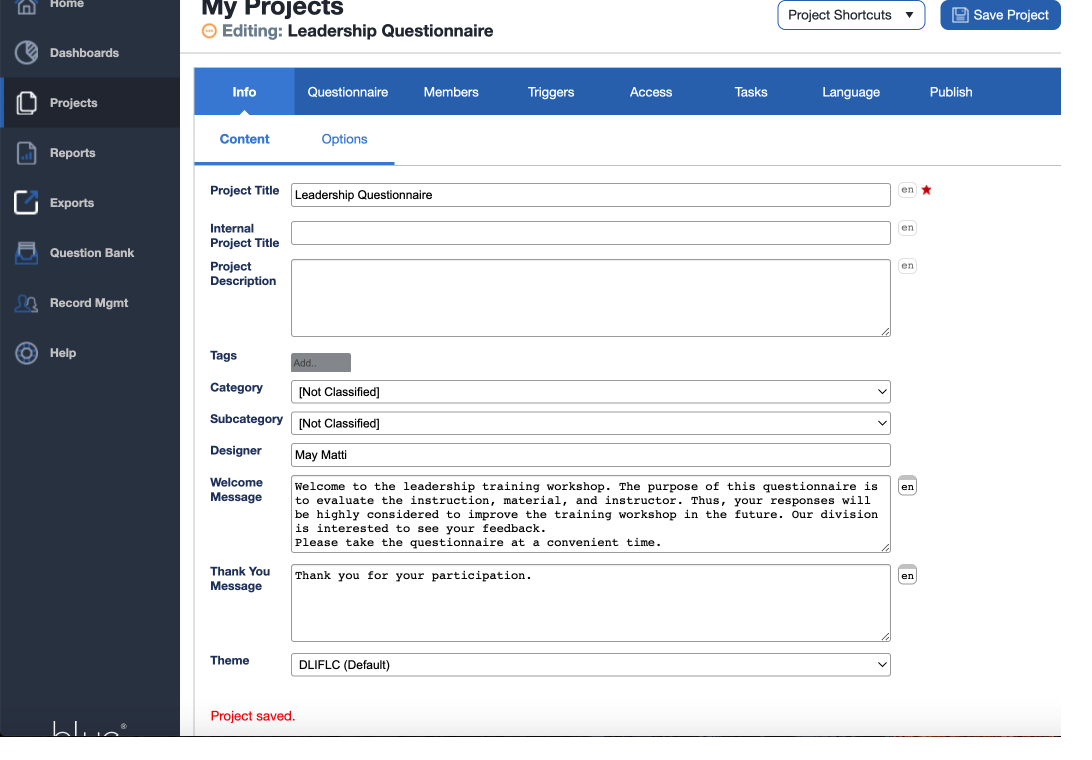 Home
Dashboards
Projects
Reports
Exports
Question Bank
Record Mgmt
Help
blue®
My Projects
Editing: Leadership Questionnaire
Project Shortcuts ▼
Save Project
Info Questionnaire Members Triggers Access Tasks Language Publish
Content Options
Project Title
Leadership Questionnaire
en
Internal
Project Title
en
Project
Description
en
Tags
Add..
Category
[Not Classified]
Subcategory
[Not Classified]
Designer
May Matti
Welcome
Message
Welcome to the leadership training workshop. The purpose of this questionnaire is
to evaluate the instruction, material, and instructor. Thus, your responses will
be highly considered to improve the training workshop in the future. Our division
is interested to see your feedback.
Please take the questionnaire at a convenient time.
en
Thank You
Message
Thank you for your participation.
en
Theme
DLIFLC (Default)
Project saved.